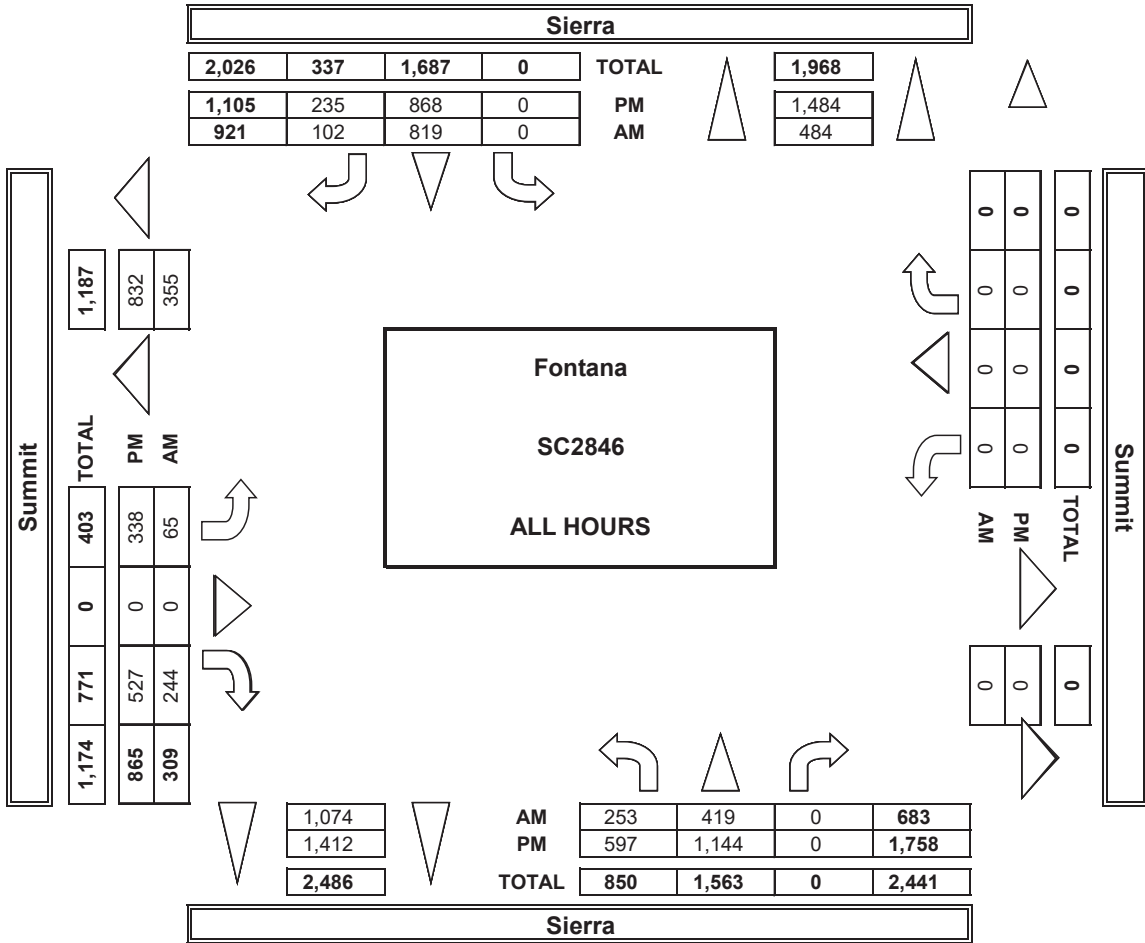 Sierra
2,026 337 1,687 0 TOTAL 1,968
1,105 235 868 0 PM 1,484
921 102 819 0 AM 484
Summit
1,187 832 355
TOTAL PM AM
403 338 65
0 0 0
771 527 244
1,174 865 309
Fontana
SC2846
ALL HOURS
0 0 0
0 0 0
0 0 0
0 0 0
AM PM TOTAL
0 0 0
Summit
1,074 AM 253 419 0 683
1,412 PM 597 1,144 0 1,758
2,486 TOTAL 850 1,563 0 2,441
Sierra